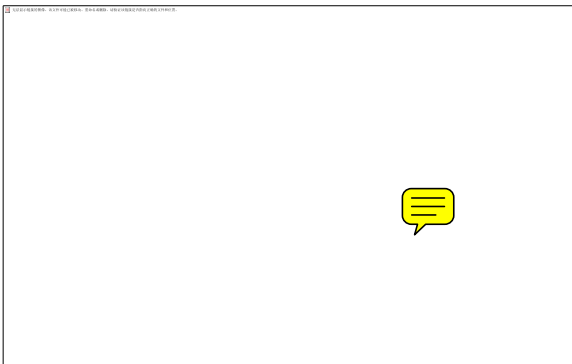 无法显示链接的图像。该文件可能已被移动、重命名或删除。请验证该链接是否指向正确的文件和位置。